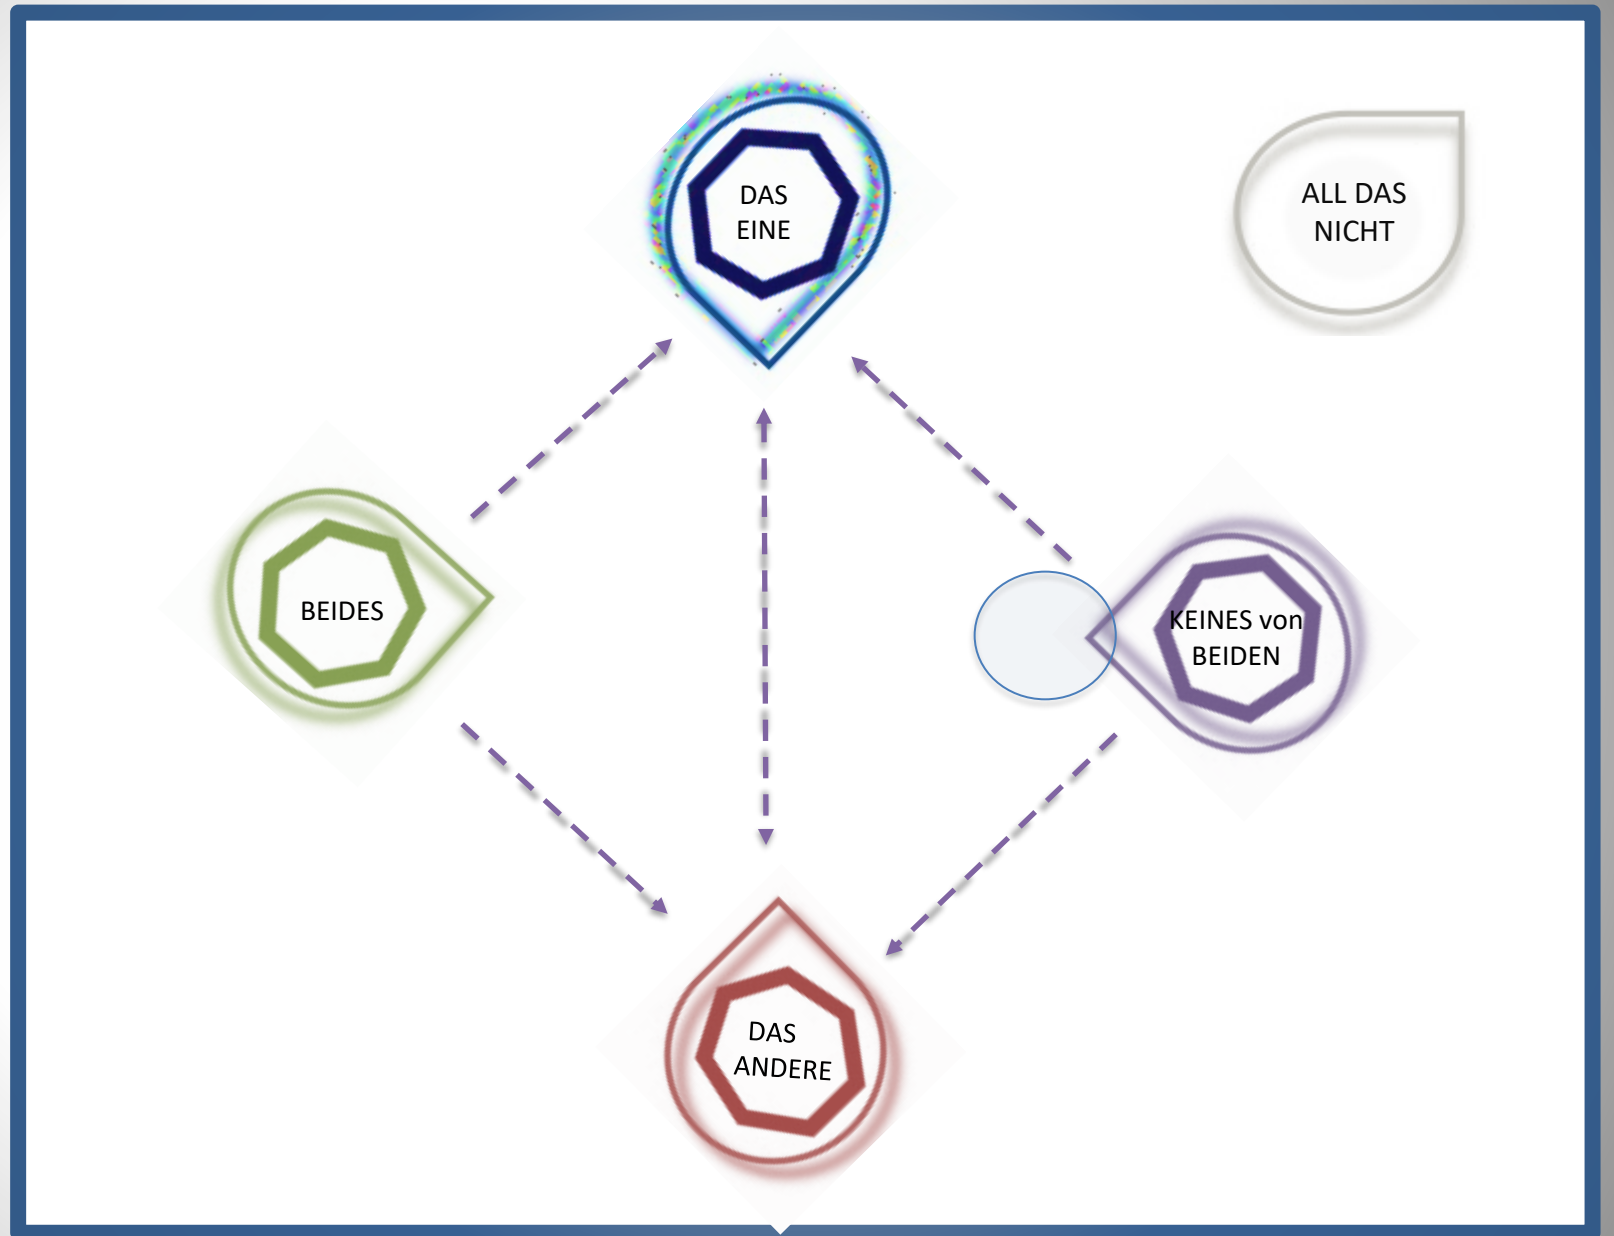 DAS
EINE
ALL DAS
NICHT
BEIDES
KEINES von
BEIDEN
DAS
ANDERE